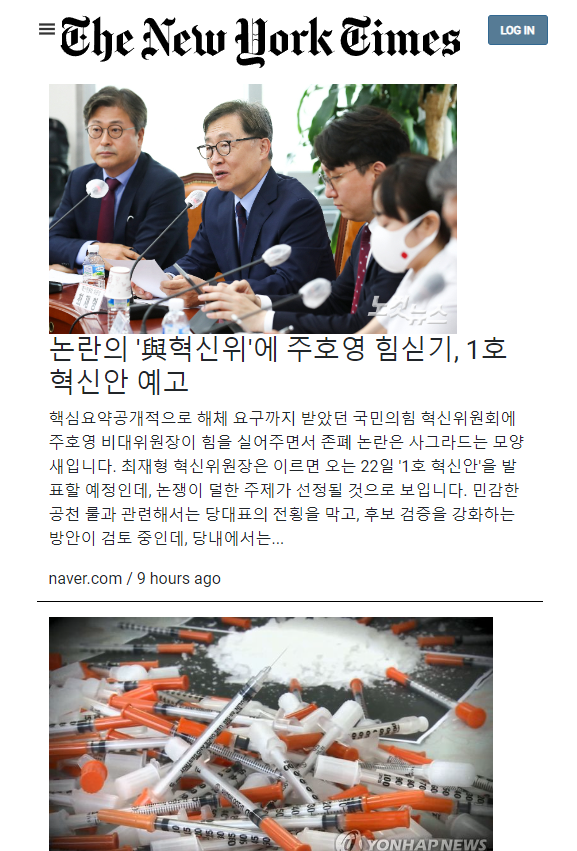 The New York Times
LOG IN
노컷뉴스
논란의 '與혁신위'에 주호영 힘싣기, 1호
혁신안 예고
핵심요약공개적으로 해체 요구까지 받았던 국민의힘 혁신위원회에
주호영 비대위원장이 힘을 실어주면서 존폐 논란은 사그라드는 모양
새입니다. 최재형 혁신위원장은 이르면 오는 22일 '1호 혁신안'을 발
표할 예정인데, 논쟁이 덜한 주제가 선정될 것으로 보입니다. 민감한
공천 룰과 관련해서는 당대표의 전횡을 막고, 후보 검증을 강화하는
방안이 검토 중인데, 당내에서는...
naver.com / 9 hours ago
YONHAP NEWS